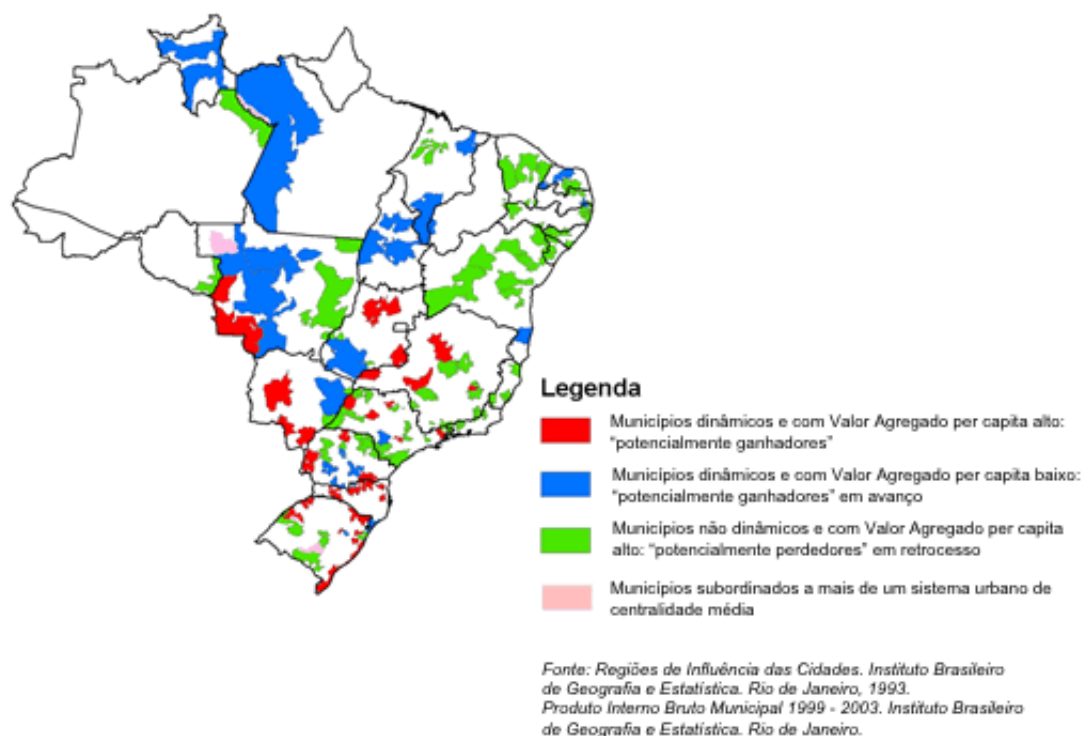 Legenda
Municípios dinâmicos e com Valor Agregado per capita alto:
“potencialmente ganhadores”
Municípios dinâmicos e com Valor Agregado per capita baixo:
“potencialmente ganhadores” em avanço
Municípios não dinâmicos e com Valor Agregado per capita
alto: “potencialmente perdedores” em retrocesso
Municípios subordinados a mais de um sistema urbano de
centralidade média
Fonte: Regiões de Influência das Cidades. Instituto Brasileiro
de Geografia e Estatística. Rio de Janeiro, 1993.
Produto Interno Bruto Municipal 1999 - 2003. Instituto Brasileiro
de Geografia e Estatística. Rio de Janeiro.